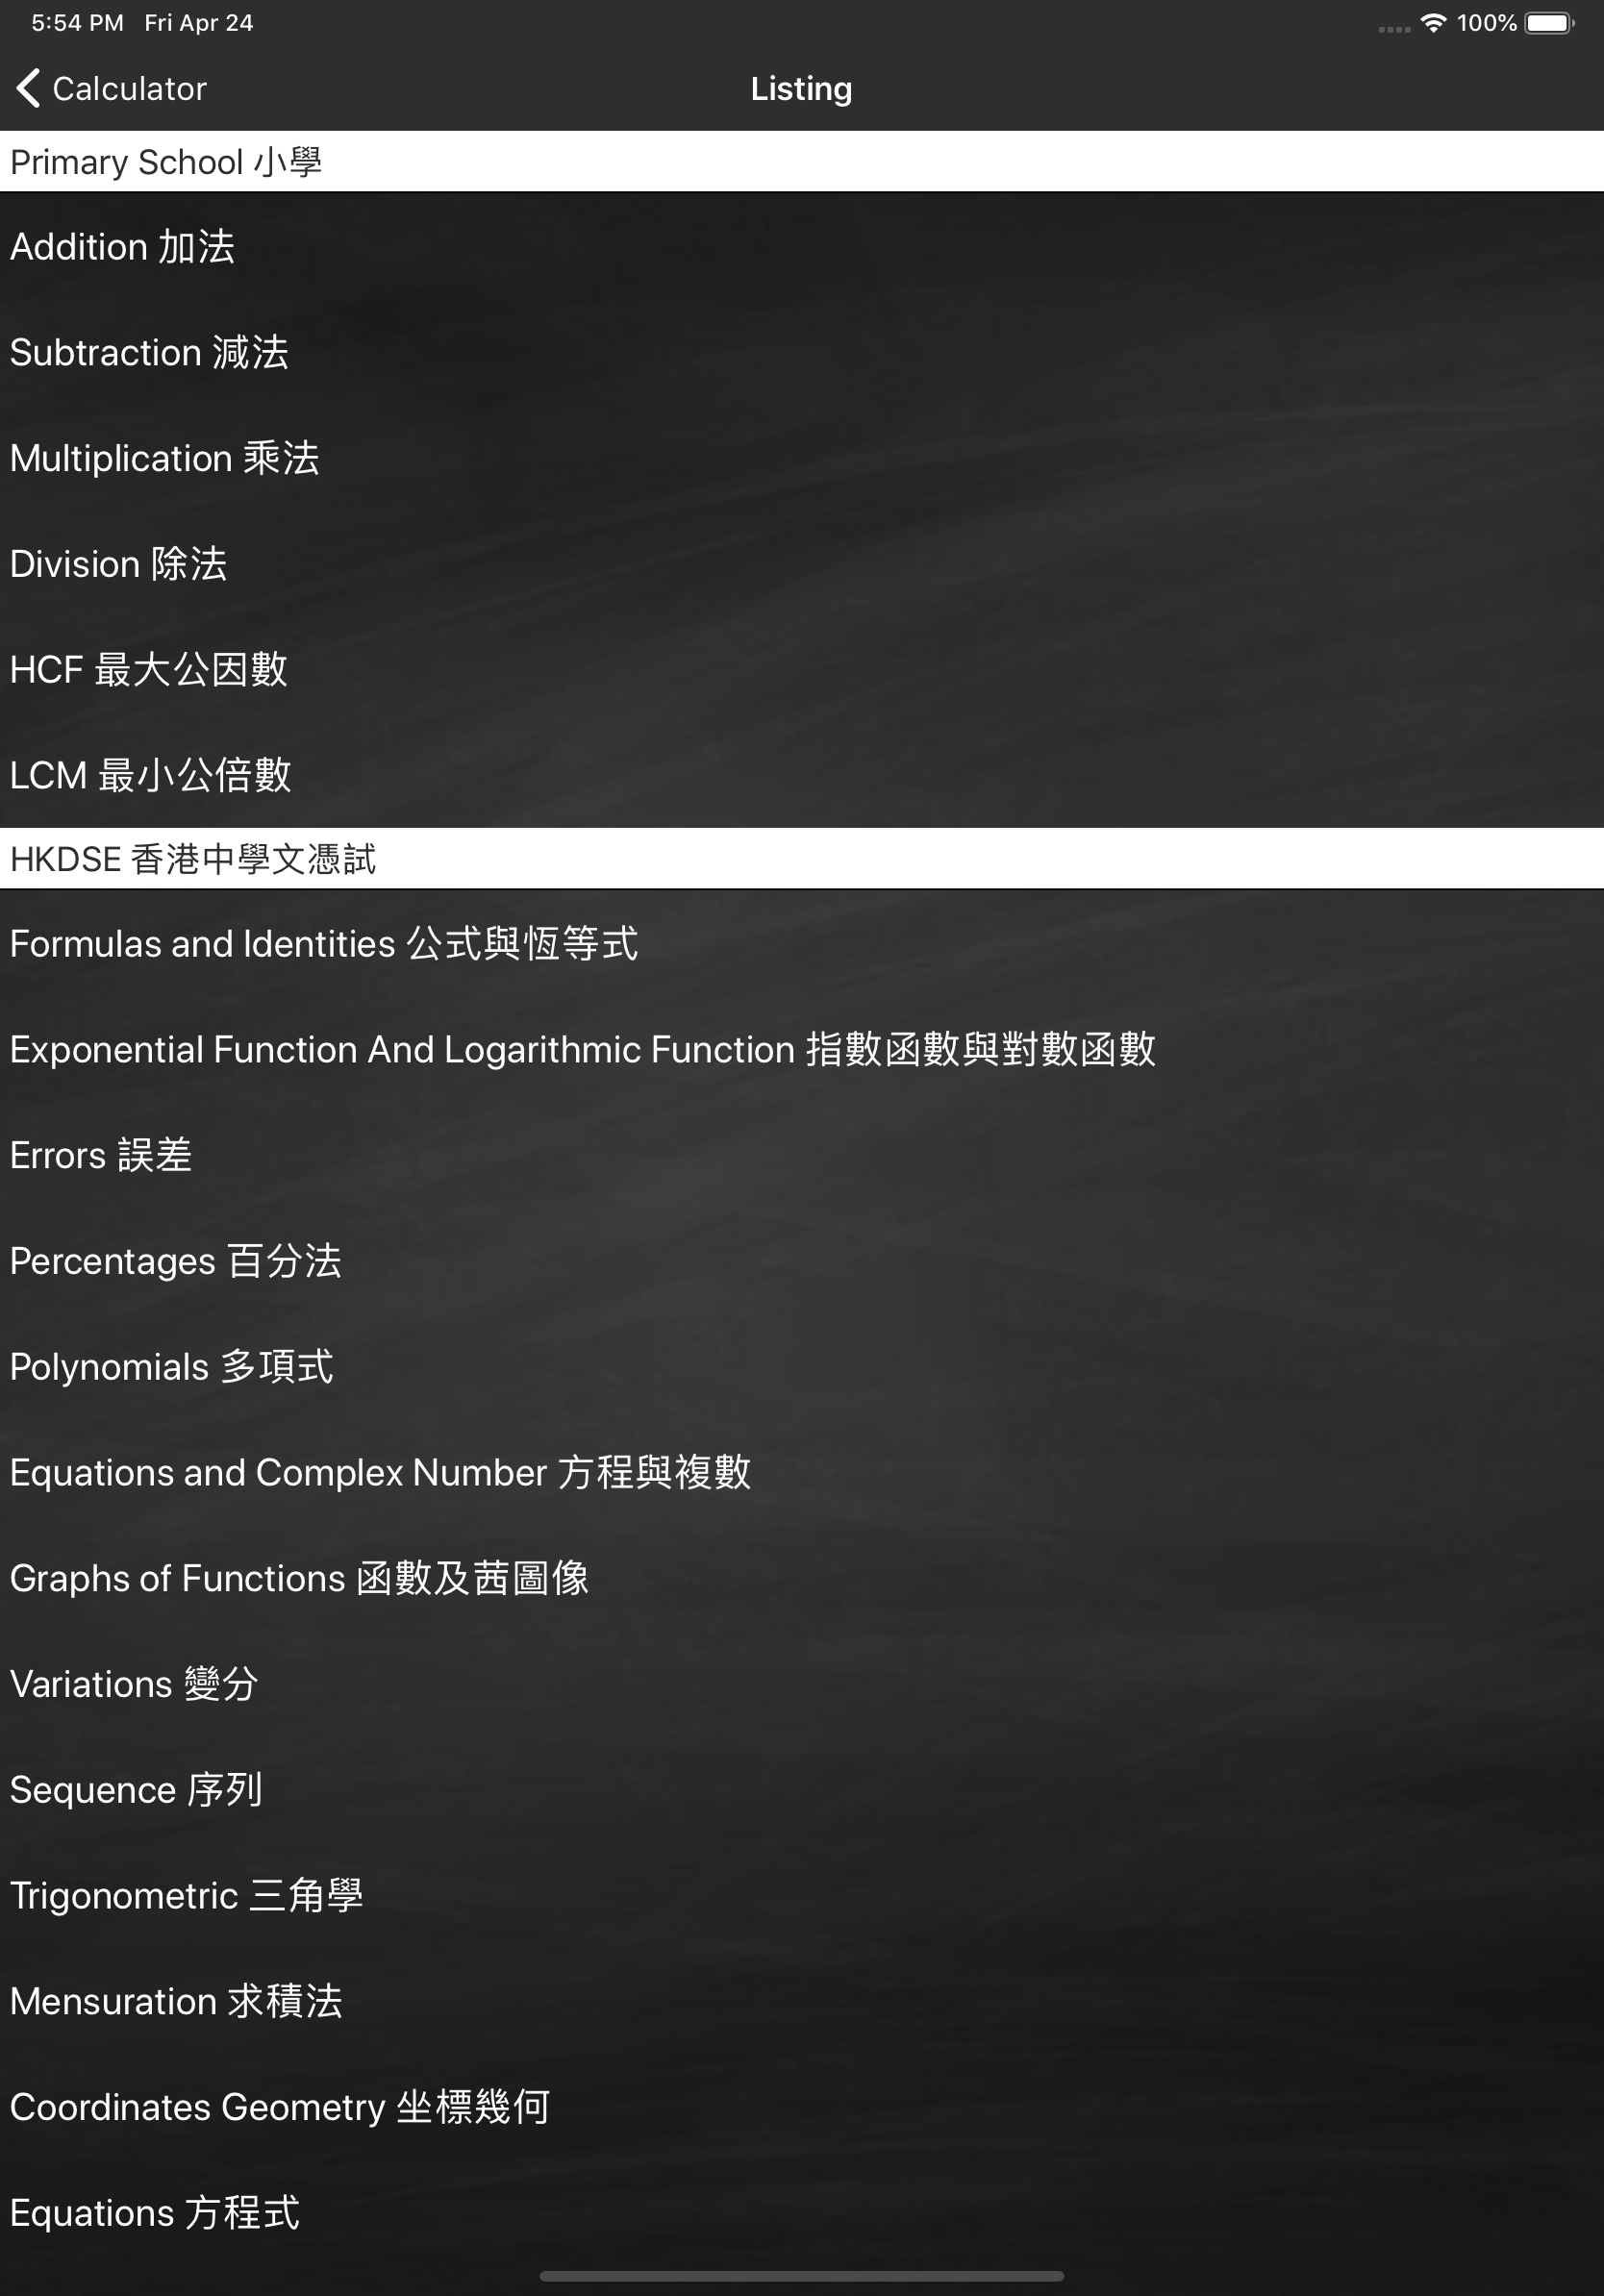 5:54 PM Fri Apr 24 100%
Calculator Listing
Primary School 小學
Addition 加法
Subtraction 減法
Multiplication 乘法
Division 除法
HCF 最大公因數
LCM 最小公倍數
HKDSE 香港中學文憑試
Formulas and Identities 公式與恆等式
Exponential Function And Logarithmic Function 指數函數與對數函數
Errors 誤差
Percentages 百分法
Polynomials 多項式
Equations and Complex Number 方程與複數
Graphs of Functions 函數及茜圖像
Variations 變分
Sequence 序列
Trigonometric 三角學
Mensuration 求積法
Coordinates Geometry 坐標幾何
Equations 方程式